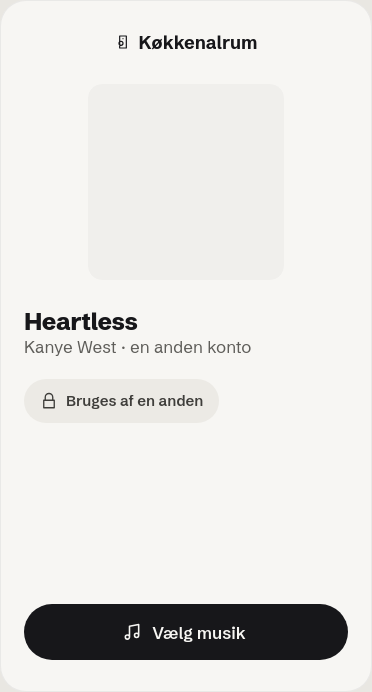 Køkkenalrum
Heartless
Kanye West · en anden konto
Bruges af en anden
Vælg musik